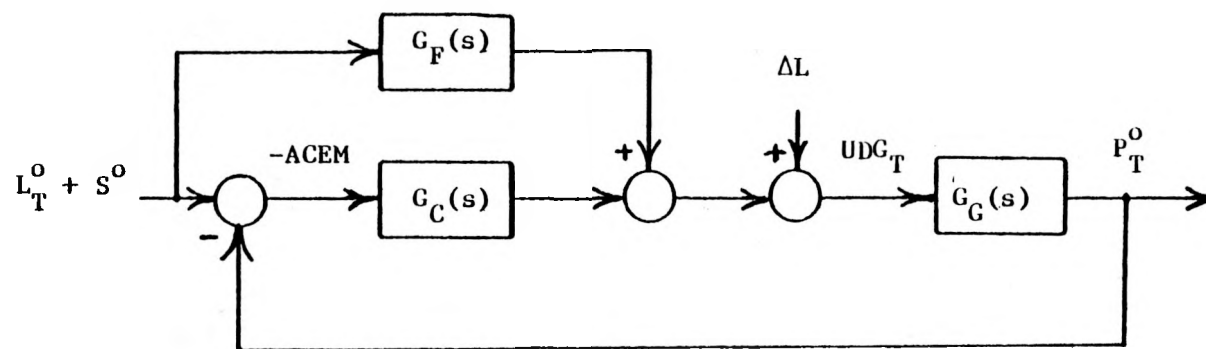 G_F(s)
ΔL
-ACEM
+
+
UDG_T
P_T^o
L_T^o + S^o
G_C(s)
G_G(s)
-